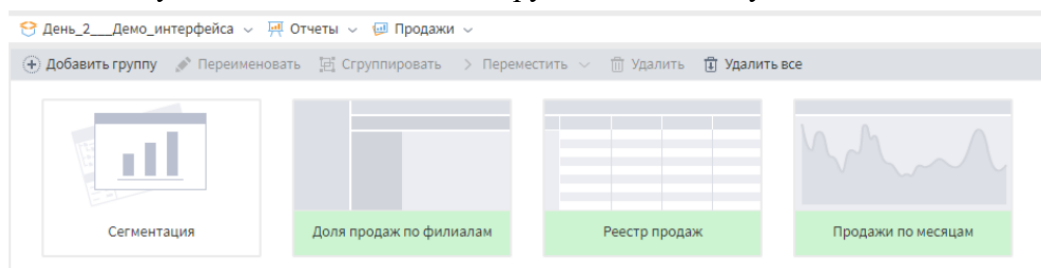 День_2___Демо_интерфейса Отчеты Продажи
Добавить группу Переименовать Сгруппировать Переместить Удалить Удалить все
Сегментация Доля продаж по филиалам Реестр продаж Продажи по месяцам